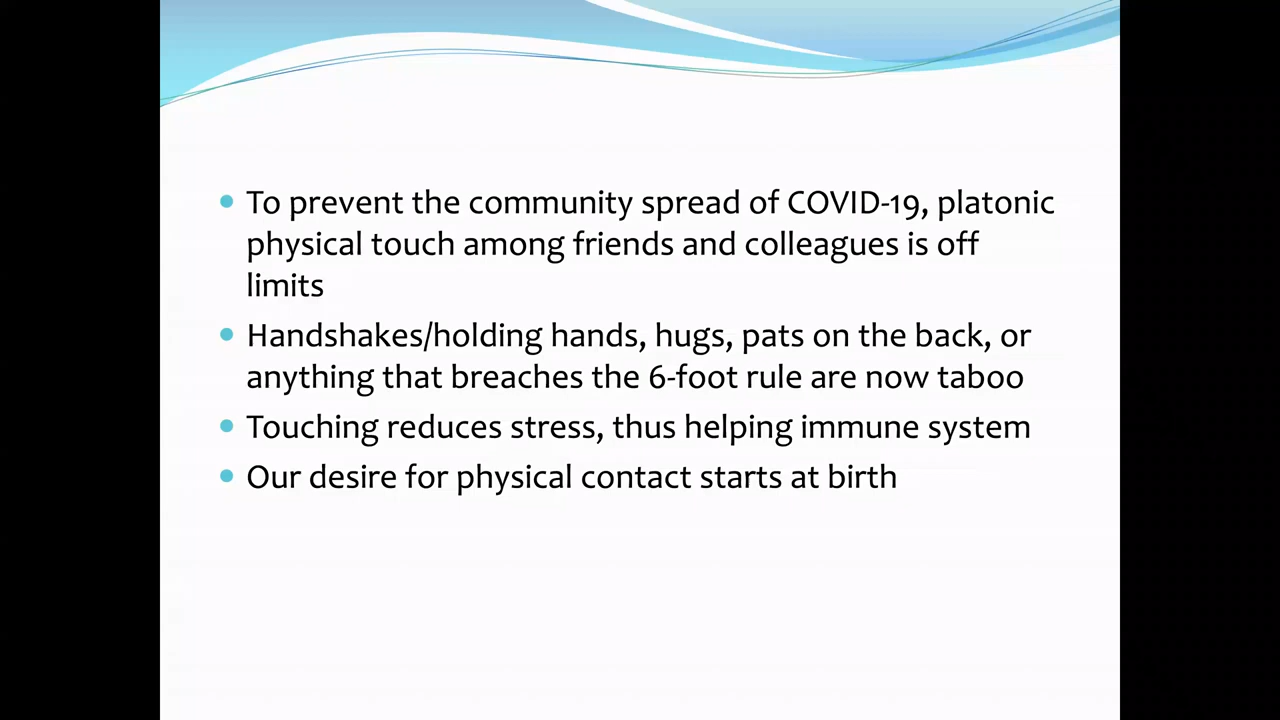 • To prevent the community spread of COVID-19, platonic
physical touch among friends and colleagues is off
limits
• Handshakes/holding hands, hugs, pats on the back, or
anything that breaches the 6-foot rule are now taboo
• Touching reduces stress, thus helping immune system
• Our desire for physical contact starts at birth